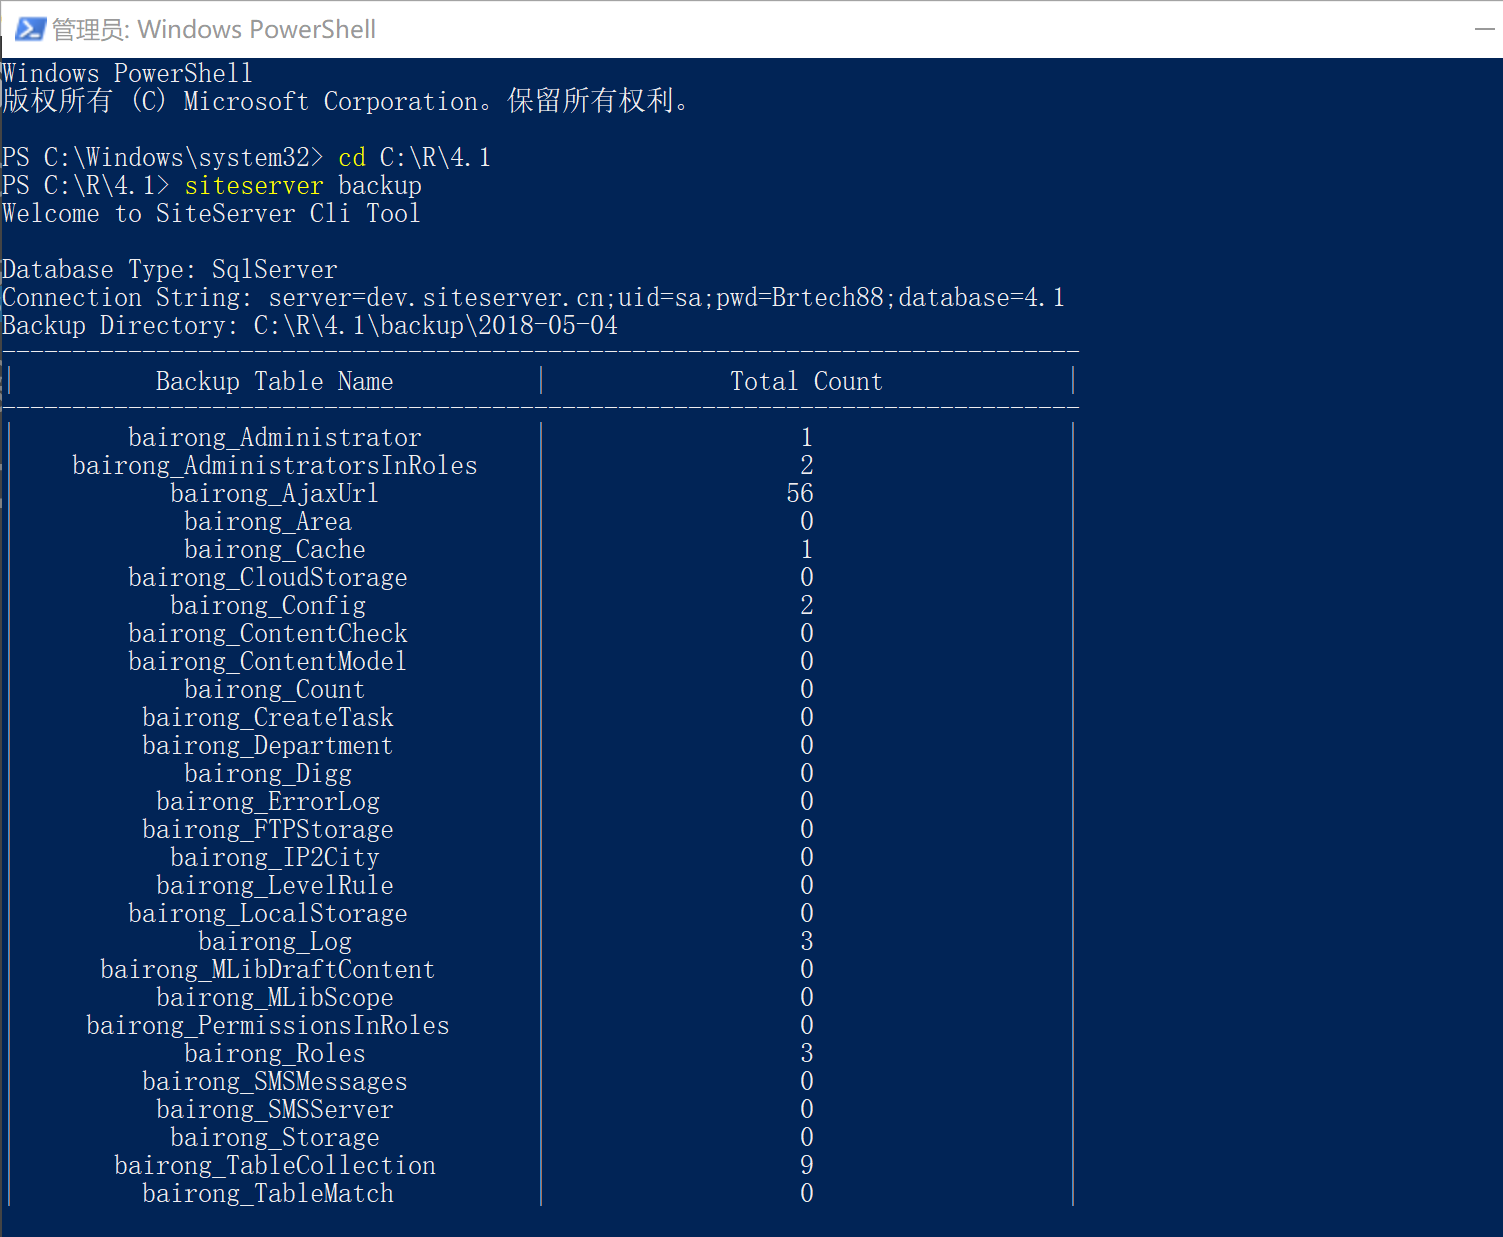 管理员: Windows PowerShell
Windows PowerShell
版权所有 (C) Microsoft Corporation。保留所有权利。
PS C:\Windows\system32> cd C:\R\4.1
PS C:\R\4.1> siteserver backup
Welcome to SiteServer Cli Tool
Database Type: SqlServer
Connection String: server=dev.siteserver.cn;uid=sa;pwd=Brtech88;database=4.1
Backup Directory: C:\R\4.1\backup\2018-05-04
| Backup Table Name | Total Count |
| bairong_Administrator | 1 |
| bairong_AdministratorsInRoles | 2 |
| bairong_AjaxUrl | 56 |
| bairong_Area | 0 |
| bairong_Cache | 1 |
| bairong_CloudStorage | 0 |
| bairong_Config | 2 |
| bairong_ContentCheck | 0 |
| bairong_ContentModel | 0 |
| bairong_Count | 0 |
| bairong_CreateTask | 0 |
| bairong_Department | 0 |
| bairong_Digg | 0 |
| bairong_ErrorLog | 0 |
| bairong_FTPStorage | 0 |
| bairong_IP2City | 0 |
| bairong_LevelRule | 0 |
| bairong_LocalStorage | 0 |
| bairong_Log | 3 |
| bairong_MLibDraftContent | 0 |
| bairong_MLibScope | 0 |
| bairong_PermissionsInRoles | 0 |
| bairong_Roles | 3 |
| bairong_SMSMessages | 0 |
| bairong_SMSServer | 0 |
| bairong_Storage | 0 |
| bairong_TableCollection | 9 |
| bairong_TableMatch | 0 |